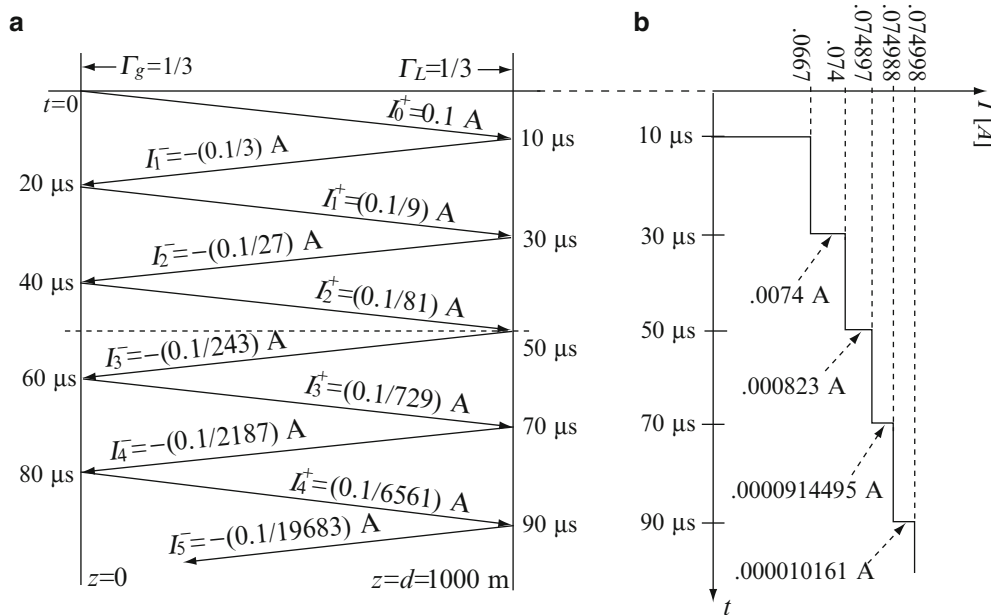 a
Γg=1/3
ΓL=1/3
t=0
I0+=0.1 A
10 μs
I1−=−(0.1/3) A
20 μs
I1+=(0.1/9) A
30 μs
I2−=−(0.1/27) A
40 μs
I2+=(0.1/81) A
50 μs
I3−=−(0.1/243) A
60 μs
I3+=(0.1/729) A
70 μs
I4−=−(0.1/2187) A
80 μs
I4+=(0.1/6561) A
90 μs
I5−=−(0.1/19683) A
z=0
z=d=1000 m
b
.0667
.074
.074897
.074988
.074998
I [A]
10 μs
30 μs
.0074 A
50 μs
.000823 A
70 μs
.0000914495 A
90 μs
.000010161 A
t